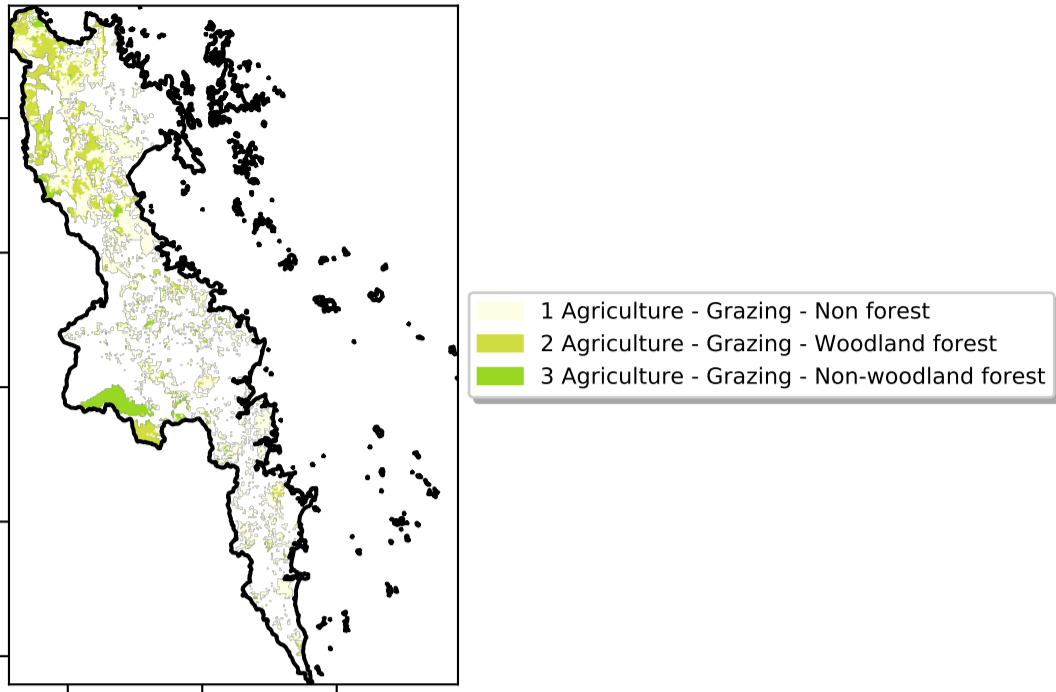 1 Agriculture - Grazing - Non forest
2 Agriculture - Grazing - Woodland forest
3 Agriculture - Grazing - Non-woodland forest